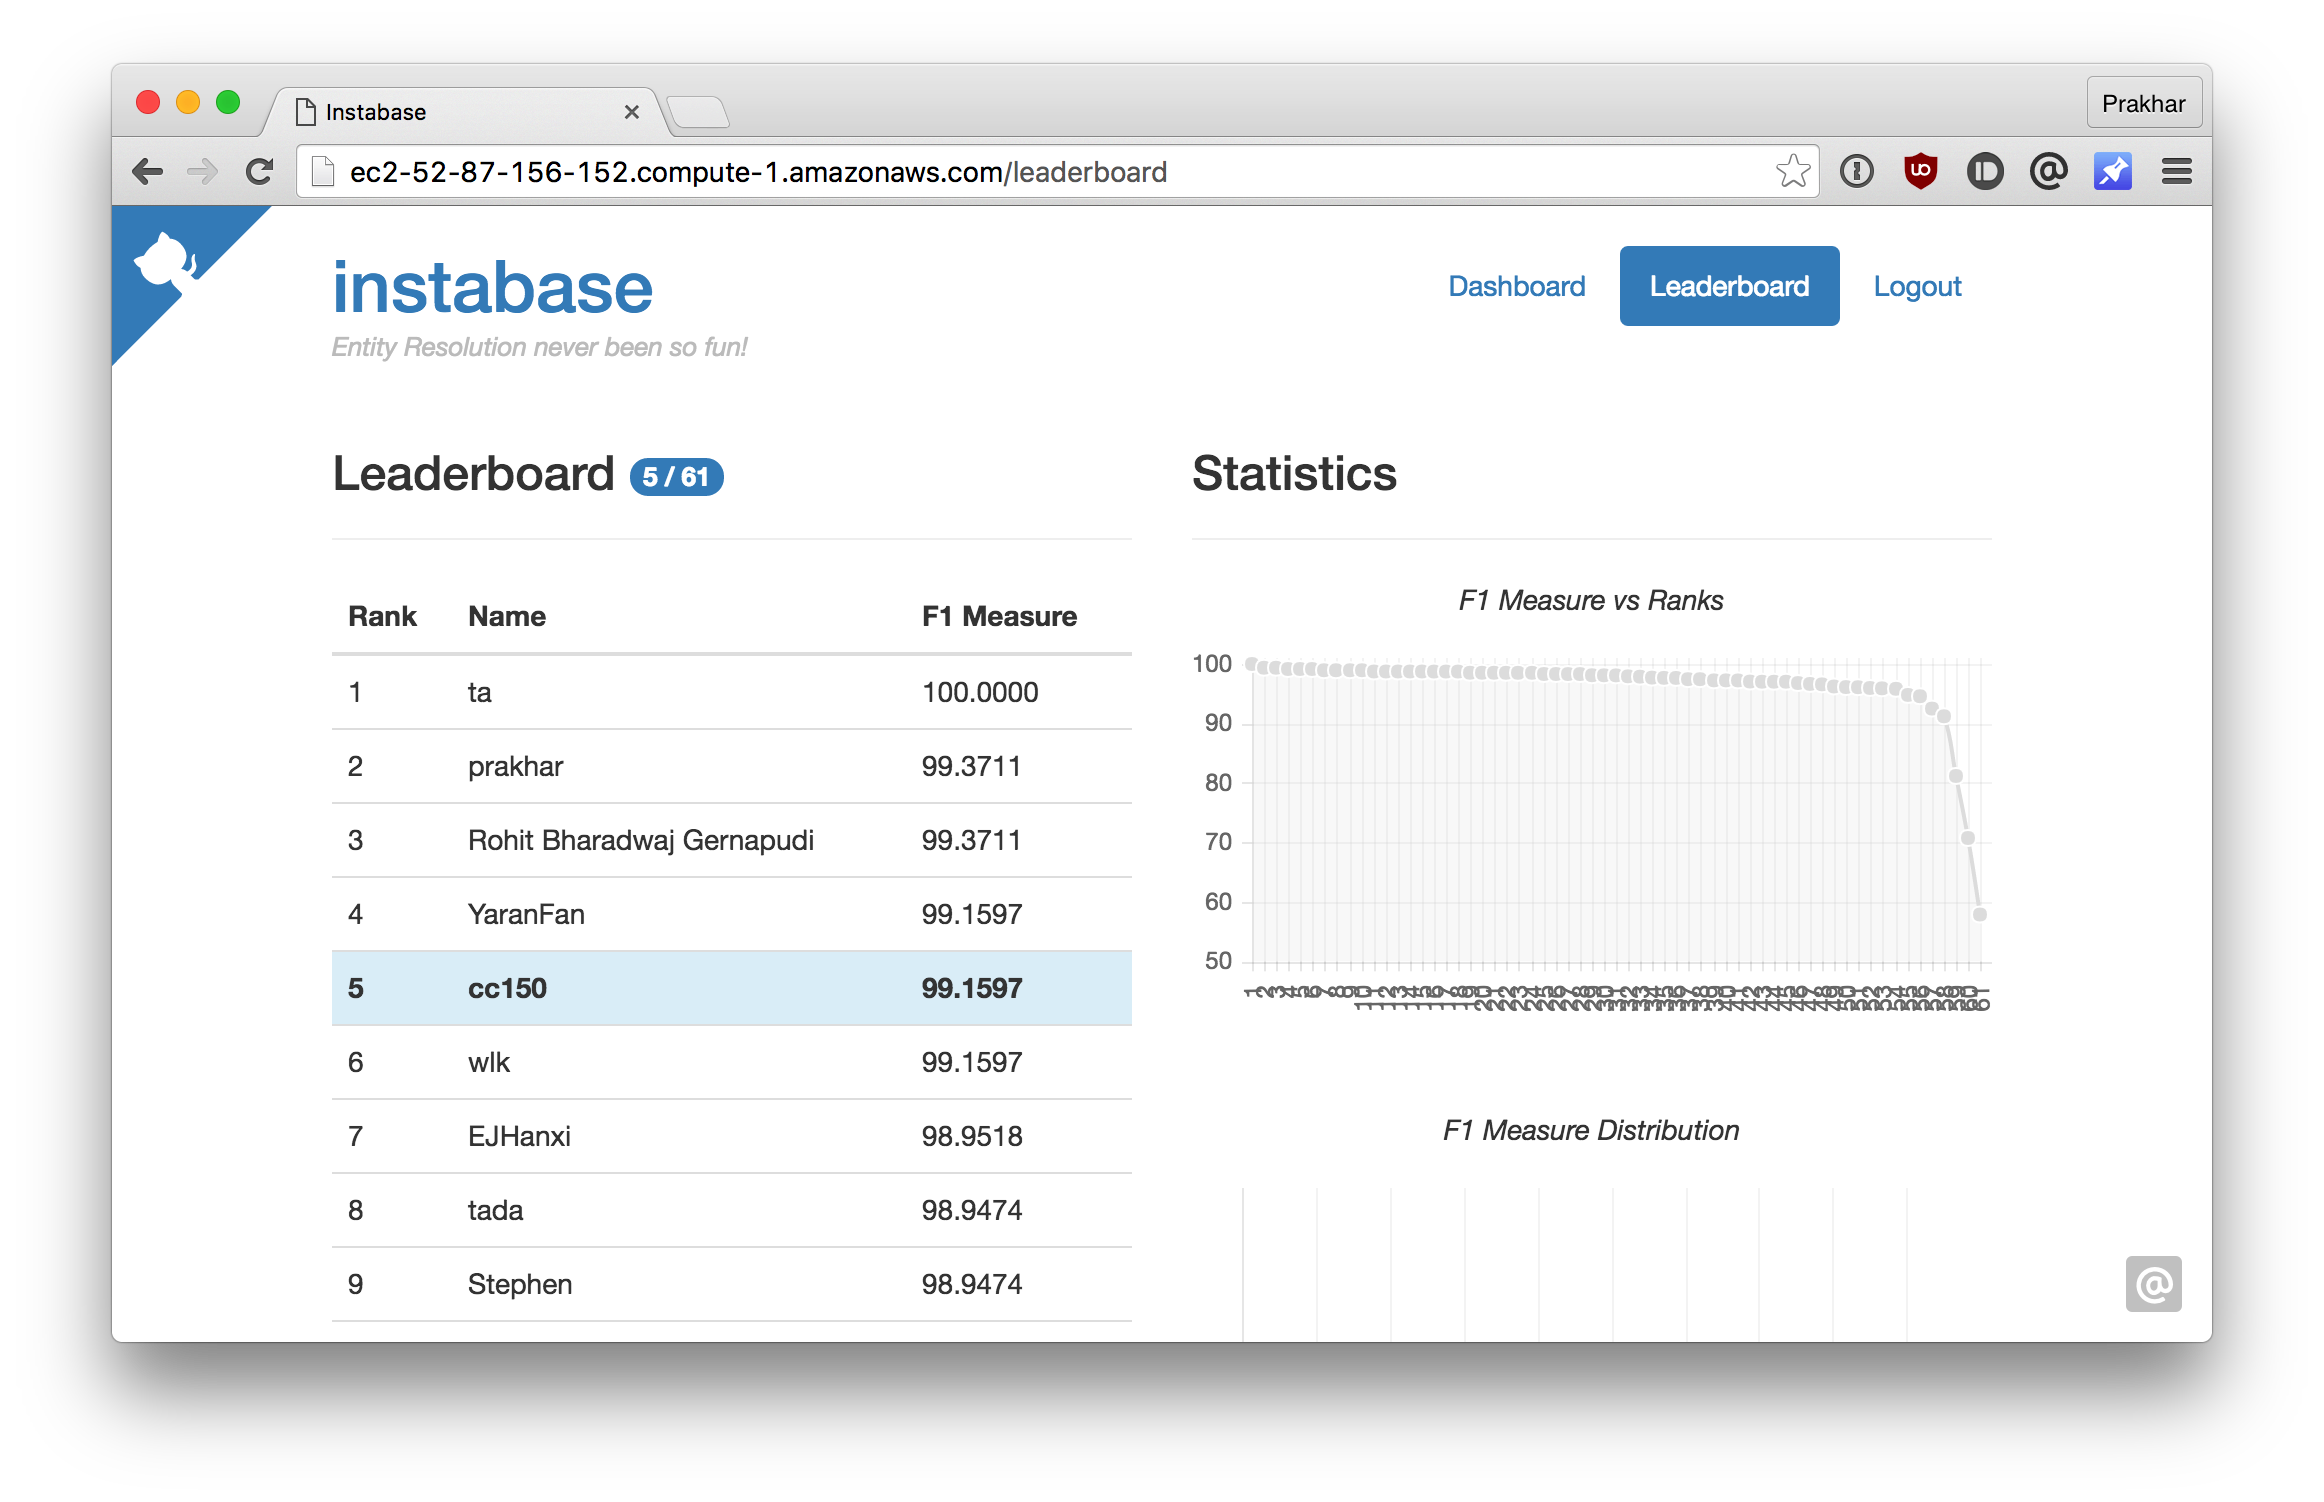 Instabase
Prakhar
ec2-52-87-156-152.compute-1.amazonaws.com/leaderboard
instabase
Entity Resolution never been so fun!
Dashboard Leaderboard Logout
Leaderboard 5 / 61
Rank Name F1 Measure
1 ta 100.0000
2 prakhar 99.3711
3 Rohit Bharadwaj Gernapudi 99.3711
4 YaranFan 99.1597
5 cc150 99.1597
6 wlk 99.1597
7 EJHanxi 98.9518
8 tada 98.9474
9 Stephen 98.9474
Statistics
F1 Measure vs Ranks
100
90
80
70
60
50
F1 Measure Distribution
@